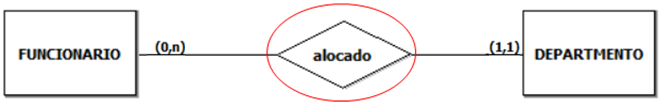 FUNCIONARIO (0,n) alocado (1,1) DEPARTMENTO